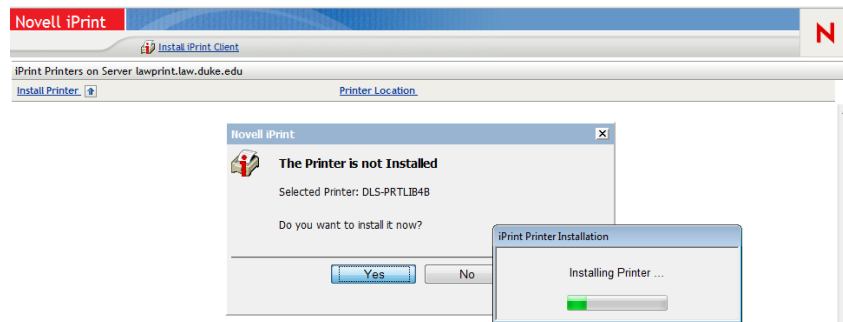 Novell iPrint
N
Install iPrint Client
iPrint Printers on Server lawprint.law.duke.edu
Install Printer Printer Location
Novell iPrint
The Printer is not Installed
Selected Printer: DLS-PRTLIB4B
Do you want to install it now?
iPrint Printer Installation
Yes No
Installing Printer ...